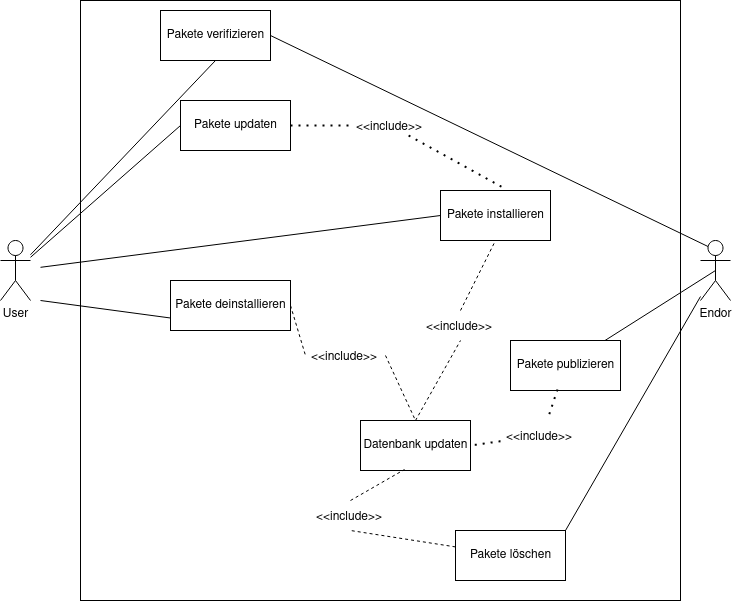 Pakete verifizieren
Pakete updaten
<<include>>
Pakete installieren
User
Endor
Pakete deinstallieren
<<include>>
<<include>>
Pakete publizieren
Datenbank updaten
<<include>>
<<include>>
Pakete löschen